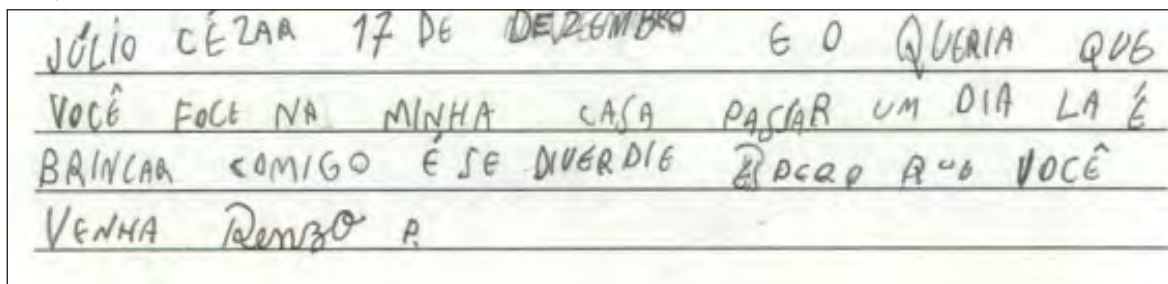 JÚLIO CÉZAR 17 DE DEZEMBRO E O QUERIA QUE
VOCÊ FOCE NA MINHA CASA PASSAR UM DIA LA É
BRINCAR COMIGO É SE DIVERDIE QUE VOCÊ
VENHA Renzo P.